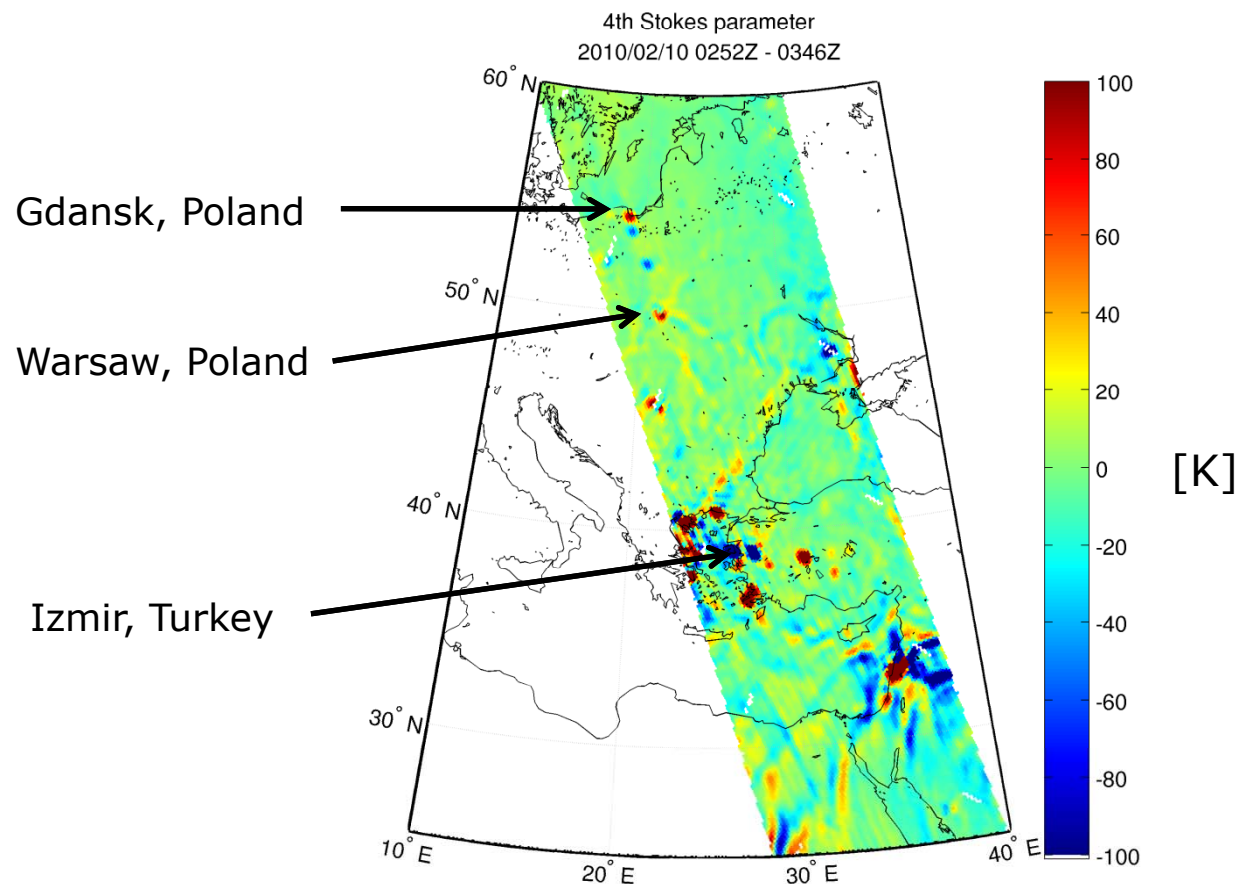 4th Stokes parameter
2010/02/10 0252Z - 0346Z
60° N
50° N
40° N
30° N
10° E
20° E
30° E
40° E
Gdansk, Poland
Warsaw, Poland
Izmir, Turkey
100
80
60
40
20
0
-20
-40
-60
-80
-100
[K]